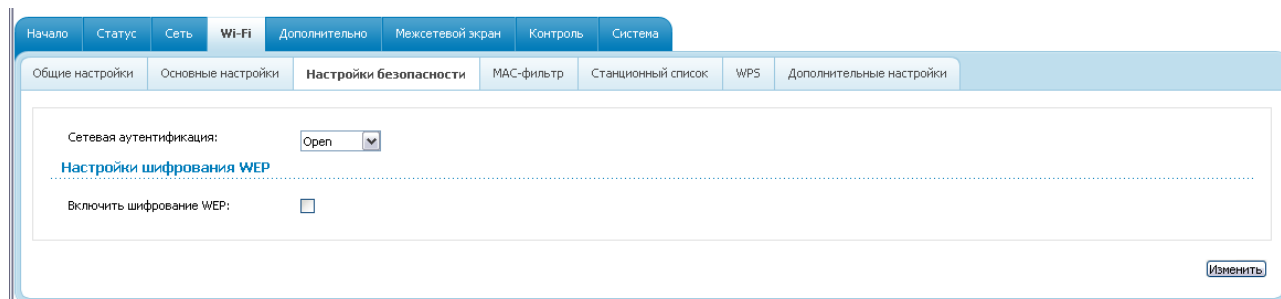 Начало Статус Сеть Wi-Fi Дополнительно Межсетевой экран Контроль Система
Общие настройки Основные настройки Настройки безопасности МАС-фильтр Станционный список WPS Дополнительные настройки
Сетевая аутентификация: Open
Настройки шифрования WEP
Включить шифрование WEP:
Изменить